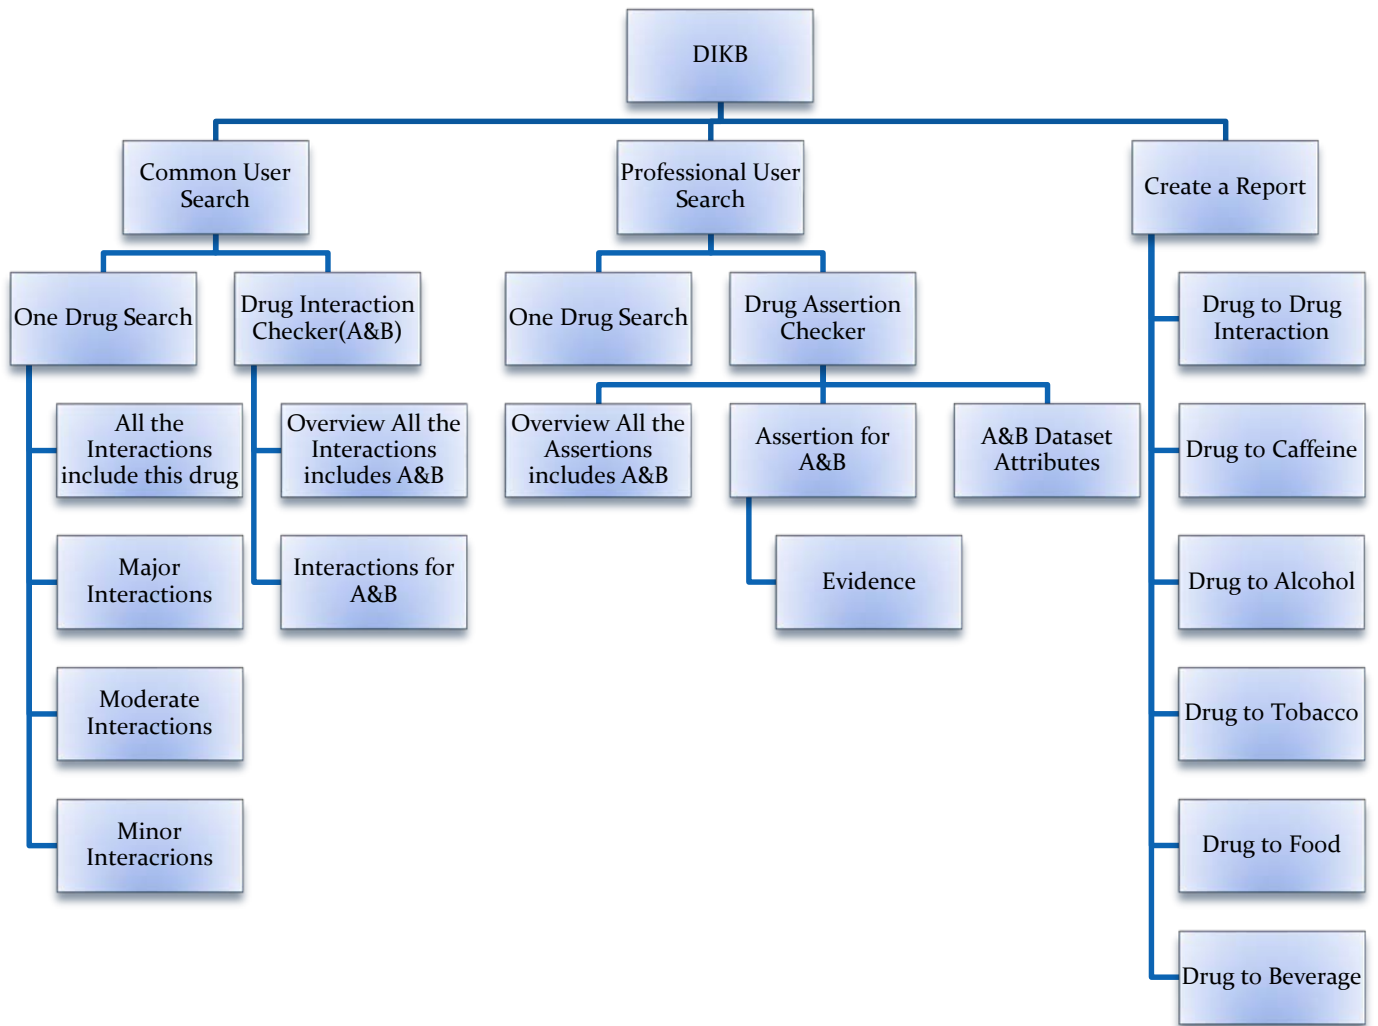 DIKB
Common User
Search
Professional User
Search
Create a Report
One Drug Search
Drug Interaction
Checker(A&B)
One Drug Search
Drug Assertion
Checker
Drug to Drug
Interaction
All the
Interactions
include this drug
Overview All the
Interactions
includes A&B
Overview All the
Assertions
includes A&B
Assertion for
A&B
A&B Dataset
Attributes
Drug to Caffeine
Major
Interactions
Interactions for
A&B
Evidence
Drug to Alcohol
Moderate
Interactions
Drug to Tobacco
Minor
Interacrions
Drug to Food
Drug to Beverage